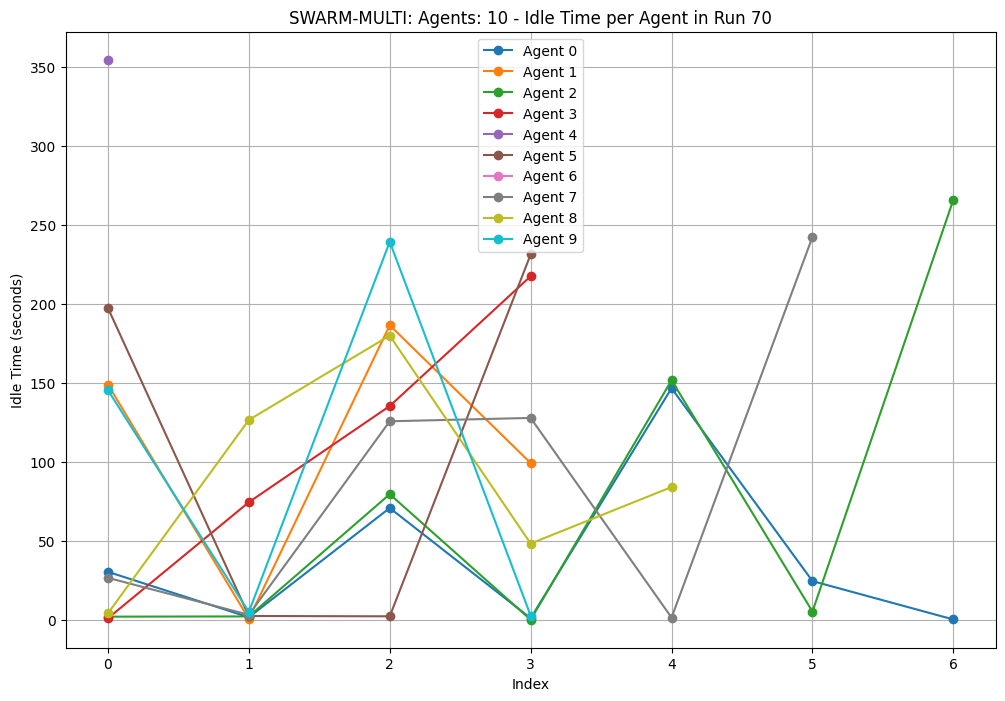 SWARM-MULTI: Agents: 10 - Idle Time per Agent in Run 70
Agent 0
Agent 1
Agent 2
Agent 3
Agent 4
Agent 5
Agent 6
Agent 7
Agent 8
Agent 9
Idle Time (seconds)
350
300
250
200
150
100
50
0
0 1 2 3 4 5 6
Index